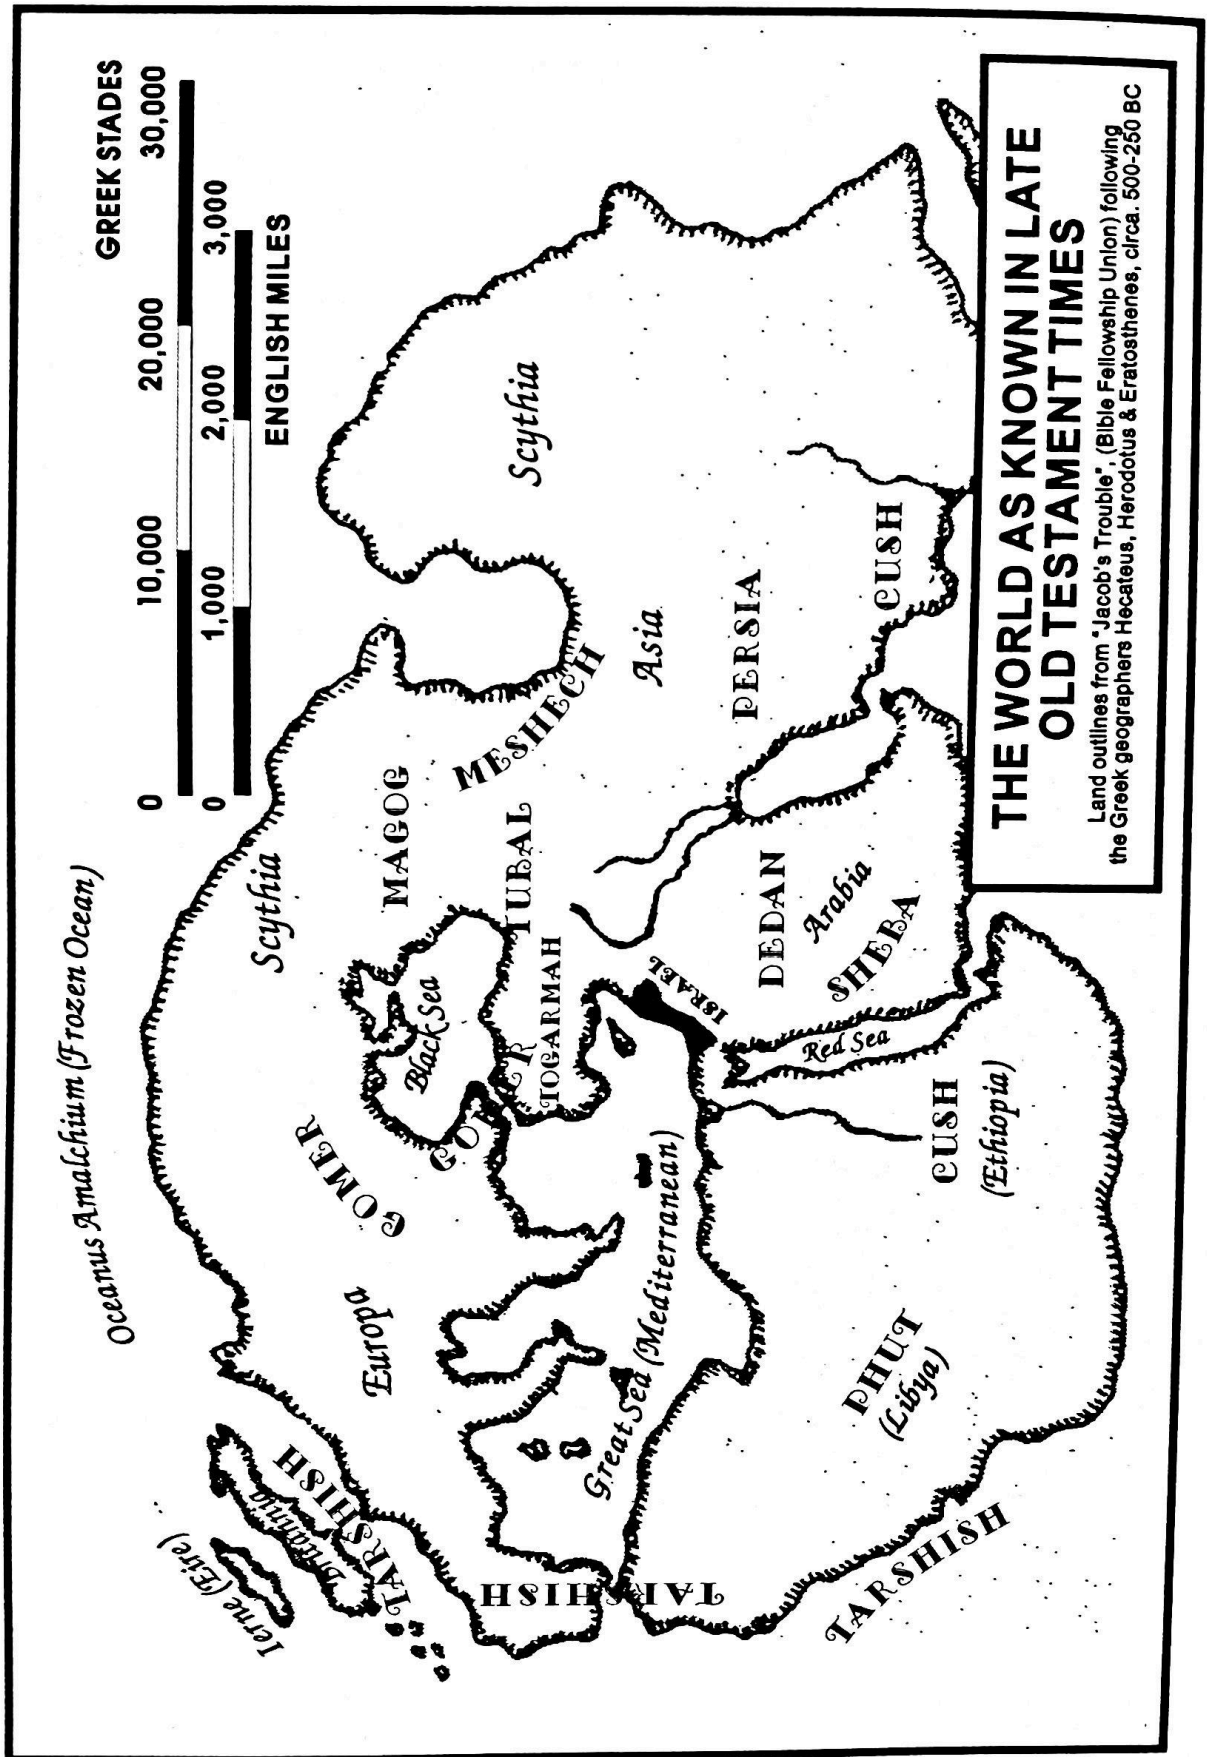 Oceanus Amalchium (Frozen Ocean)
GREEK STADES
0 10,000 20,000 30,000
0 1,000 2,000 3,000
ENGLISH MILES
Ierne (Eire)
Britannia
TARSHISH
Scythia
GOMER
Europa
MAGOG
Black Sea
GOMER
MESHECH
Scythia
TUBAL
TOGARMAH
TARSHISH
Great Sea (Mediterranean)
ISRAEL
Asia
DEDAN
PERSIA
Arabia
SHEBA
Red Sea
CUSH
TARSHISH
PHUT
(Libya)
CUSH
(Ethiopia)
THE WORLD AS KNOWN IN LATE
OLD TESTAMENT TIMES
Land outlines from "Jacob's Trouble", (Bible Fellowship Union) following
the Greek geographers Hecateus, Herodotus & Eratosthenes, circa. 500-250 BC